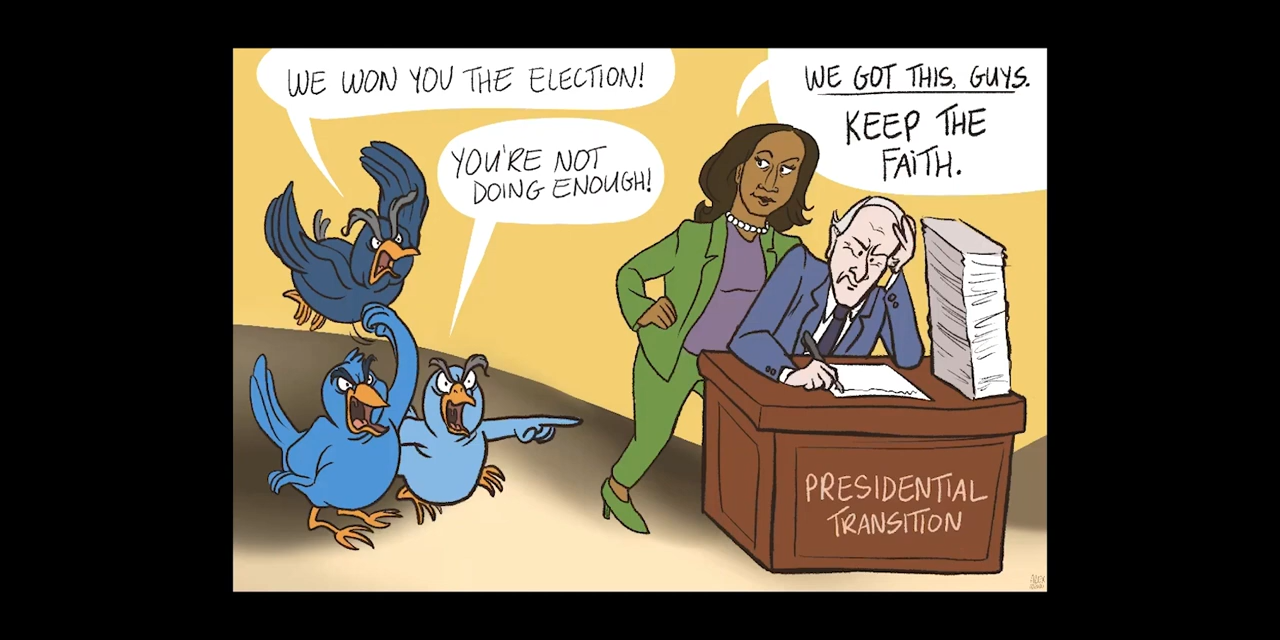 WE WON YOU THE ELECTION!
YOU'RE NOT
DOING ENOUGH!
WE GOT THIS, GUYS.
KEEP THE
FAITH.
PRESIDENTIAL
TRANSITION